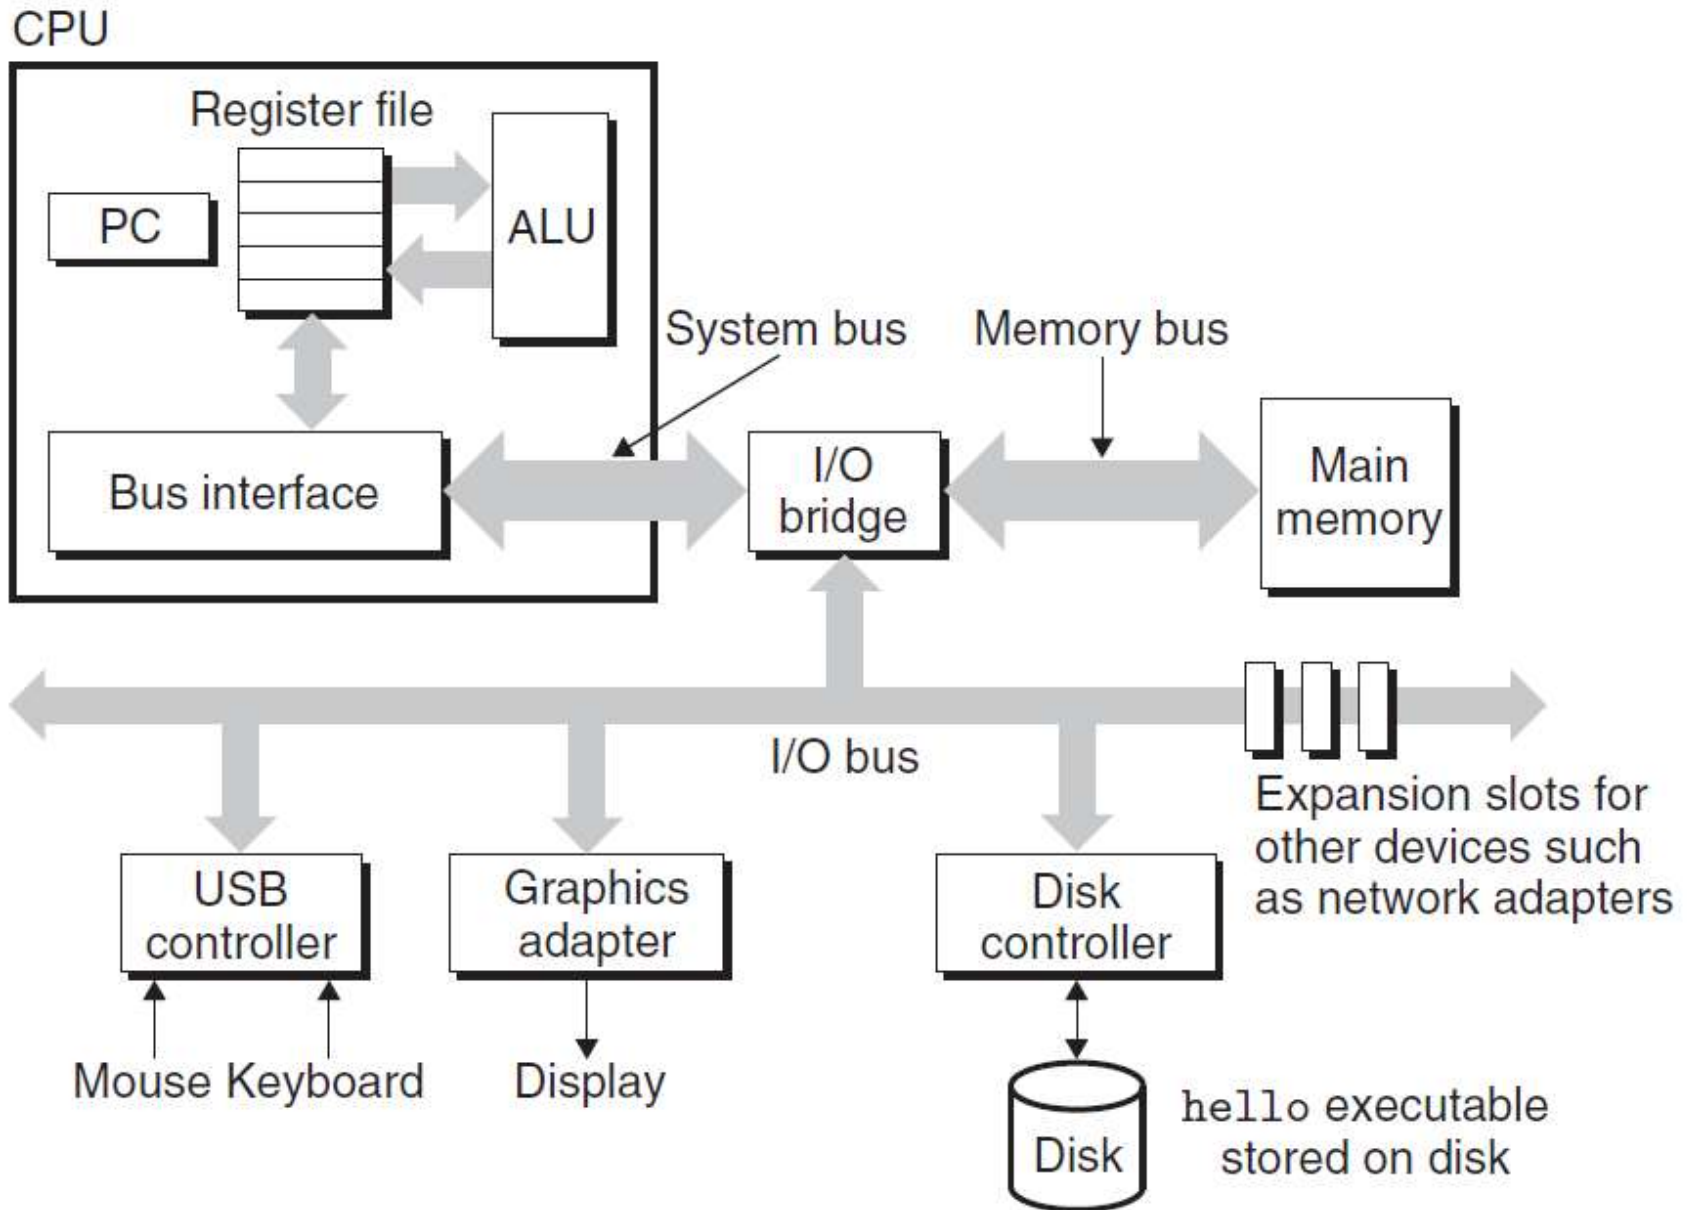 CPU
Register file
PC
ALU
System bus
Memory bus
Bus interface
I/O
bridge
Main
memory
I/O bus
Expansion slots for
other devices such
as network adapters
USB
controller
Graphics
adapter
Disk
controller
Mouse Keyboard
Display
Disk
hello executable
stored on disk